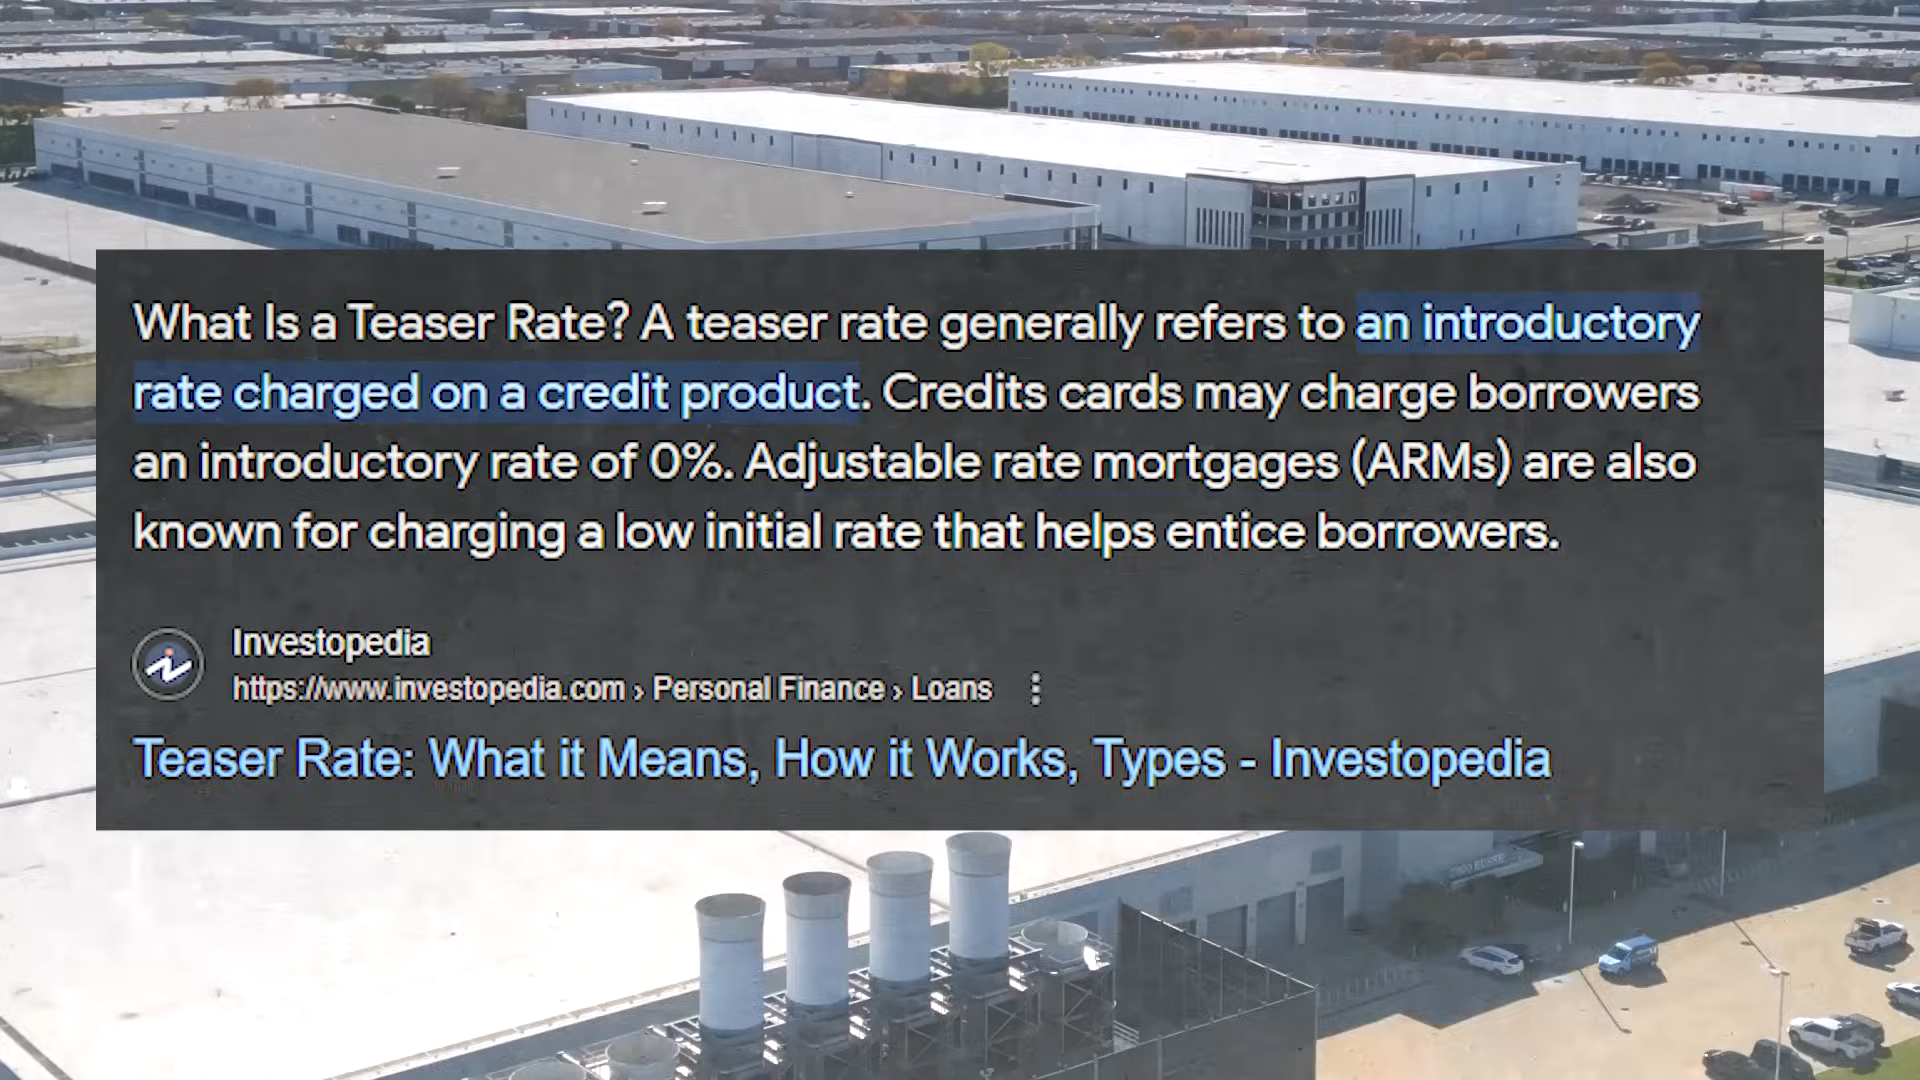 What Is a Teaser Rate? A teaser rate generally refers to an introductory
rate charged on a credit product. Credits cards may charge borrowers
an introductory rate of 0%. Adjustable rate mortgages (ARMs) are also
known for charging a low initial rate that helps entice borrowers.
Investopedia
https://www.investopedia.com › Personal Finance › Loans
Teaser Rate: What it Means, How it Works, Types - Investopedia